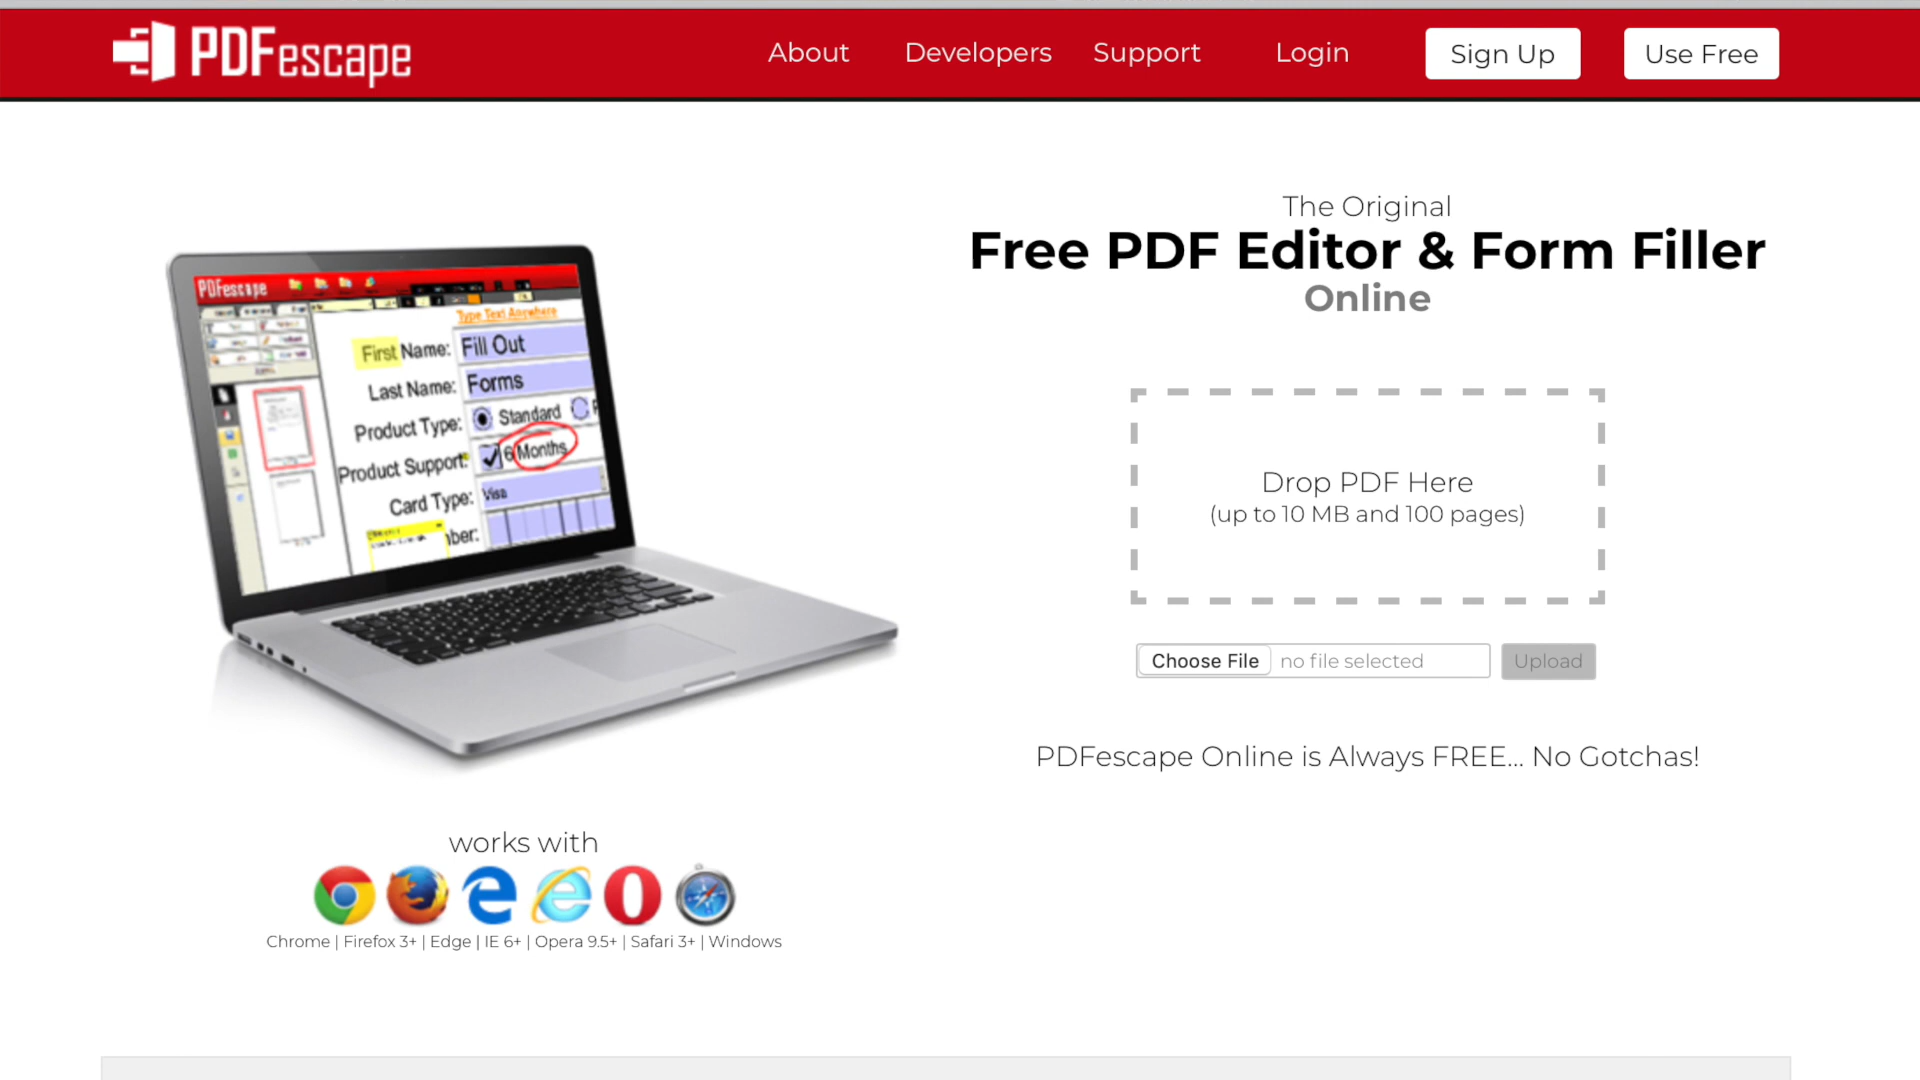 PDFescape
About Developers Support Login Sign Up Use Free
The Original
Free PDF Editor & Form Filler
Online
PDFescape
Type Text Anywhere
First Name: Fill Out
Last Name: Forms
Product Type: Standard
Product Support: 6 Months
Card Type: Visa
Drop PDF Here
(up to 10 MB and 100 pages)
Choose File no file selected Upload
PDFescape Online is Always FREE... No Gotchas!
works with
Chrome | Firefox 3+ | Edge | IE 6+ | Opera 9.5+ | Safari 3+ | Windows